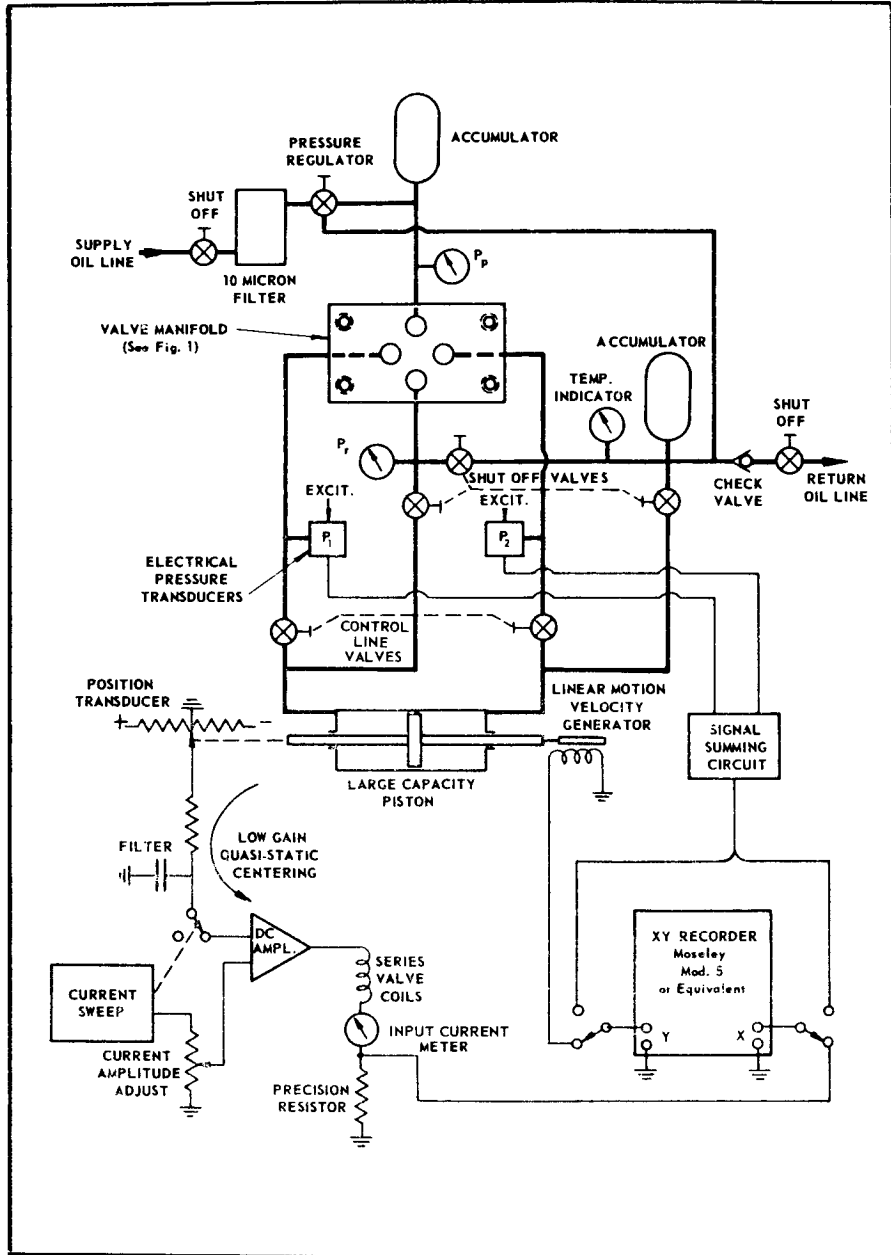 ACCUMULATOR
PRESSURE
REGULATOR
SHUT
OFF
SUPPLY
OIL LINE
10 MICRON
FILTER
Pp
VALVE MANIFOLD
(See Fig. 1)
ACCUMULATOR
TEMP.
INDICATOR
SHUT
OFF
Pr
SHUT OFF VALVES
CHECK
VALVE
RETURN
OIL LINE
EXCIT.
EXCIT.
P1
P2
ELECTRICAL
PRESSURE
TRANSDUCERS
CONTROL
LINE
VALVES
POSITION
TRANSDUCER
+
-
LINEAR MOTION
VELOCITY
GENERATOR
SIGNAL
SUMMING
CIRCUIT
LARGE CAPACITY
PISTON
LOW GAIN
QUASI-STATIC
CENTERING
FILTER
DC
AMPL.
SERIES
VALVE
COILS
XY RECORDER
Moseley
Mod. 5
or Equivalent
CURRENT
SWEEP
INPUT CURRENT
METER
Y
X
CURRENT
AMPLITUDE
ADJUST
PRECISION
RESISTOR